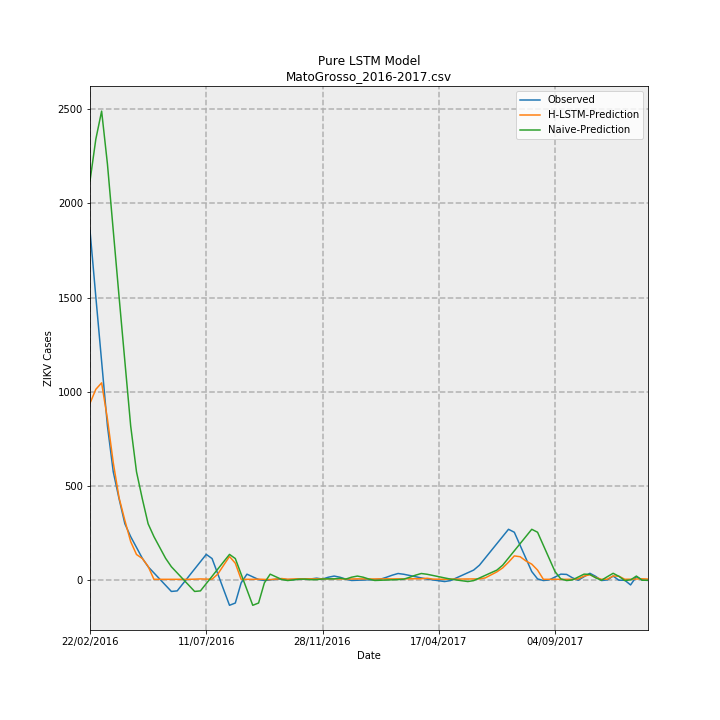 Pure LSTM Model
MatoGrosso_2016-2017.csv
Observed
H-LSTM-Prediction
Naive-Prediction
2500
2000
1500
1000
500
0
ZIKV Cases
22/02/2016
11/07/2016
28/11/2016
17/04/2017
04/09/2017
Date